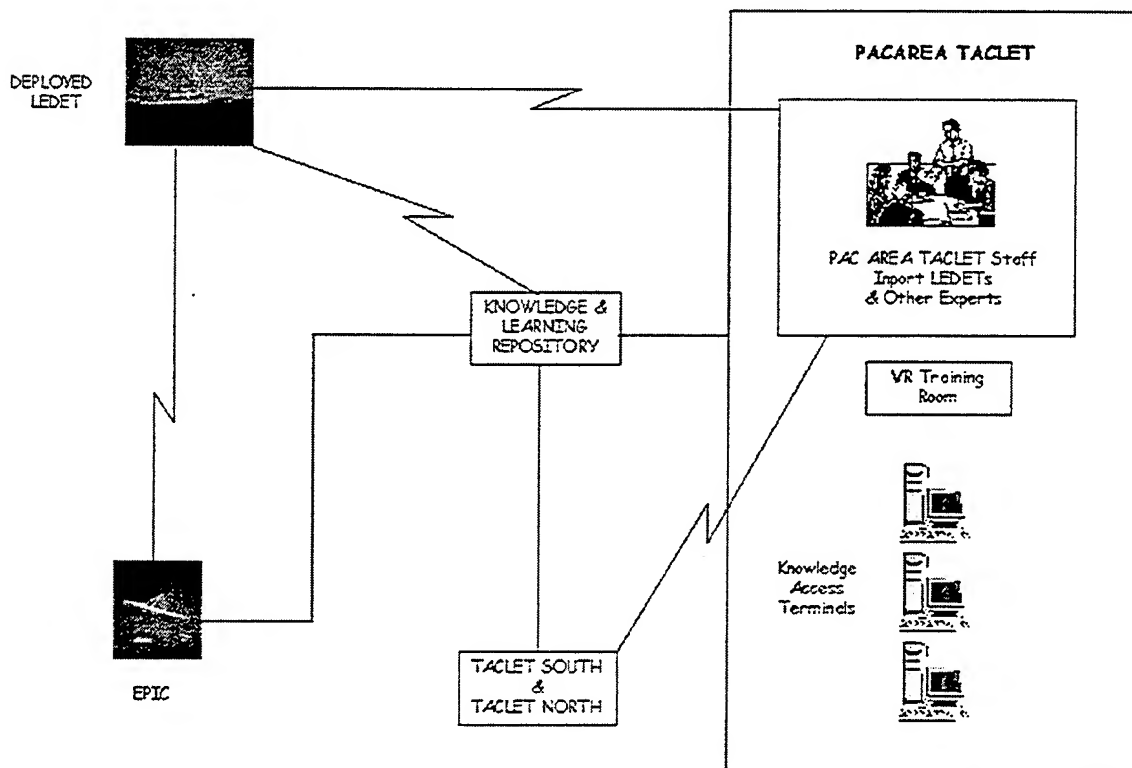 PACAREA TACLET
DEPLOYED
LEDET
PAC AREA TACLET Staff
Inport LEDETs
& Other Experts
KNOWLEDGE &
LEARNING
REPOSITORY
VR Training
Room
Knowledge
Access
Terminals
TACLET SOUTH
&
TACLET NORTH
EPIC